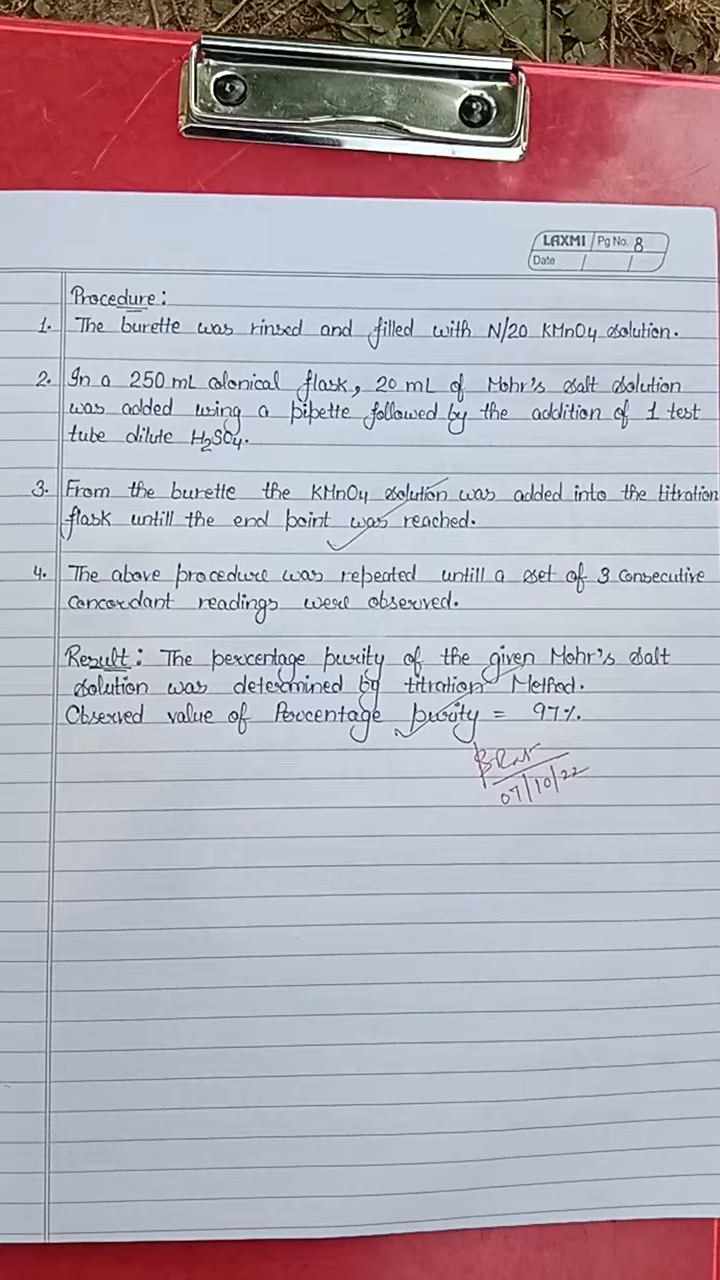 LAXMI Pg No. 8
Date / /
Procedure:
1. The burette was rinsed and filled with N/20 KMnO4 solution.
2. In a 250 mL colonical flask, 20 mL of Mohr's salt solution
was added using a pipette followed by the addition of 1 test
tube dilute H2SO4.
3. From the burette the KMnO4 solution was added into the titration
flask untill the end point was reached.
4. The above procedure was repeated untill a set of 3 consecutive
concordant readings were observed.
Result: The percentage purity of the given Mohr's salt
solution was determined by titration Method.
Observed value of Percentage purity = 97%.
07/10/22